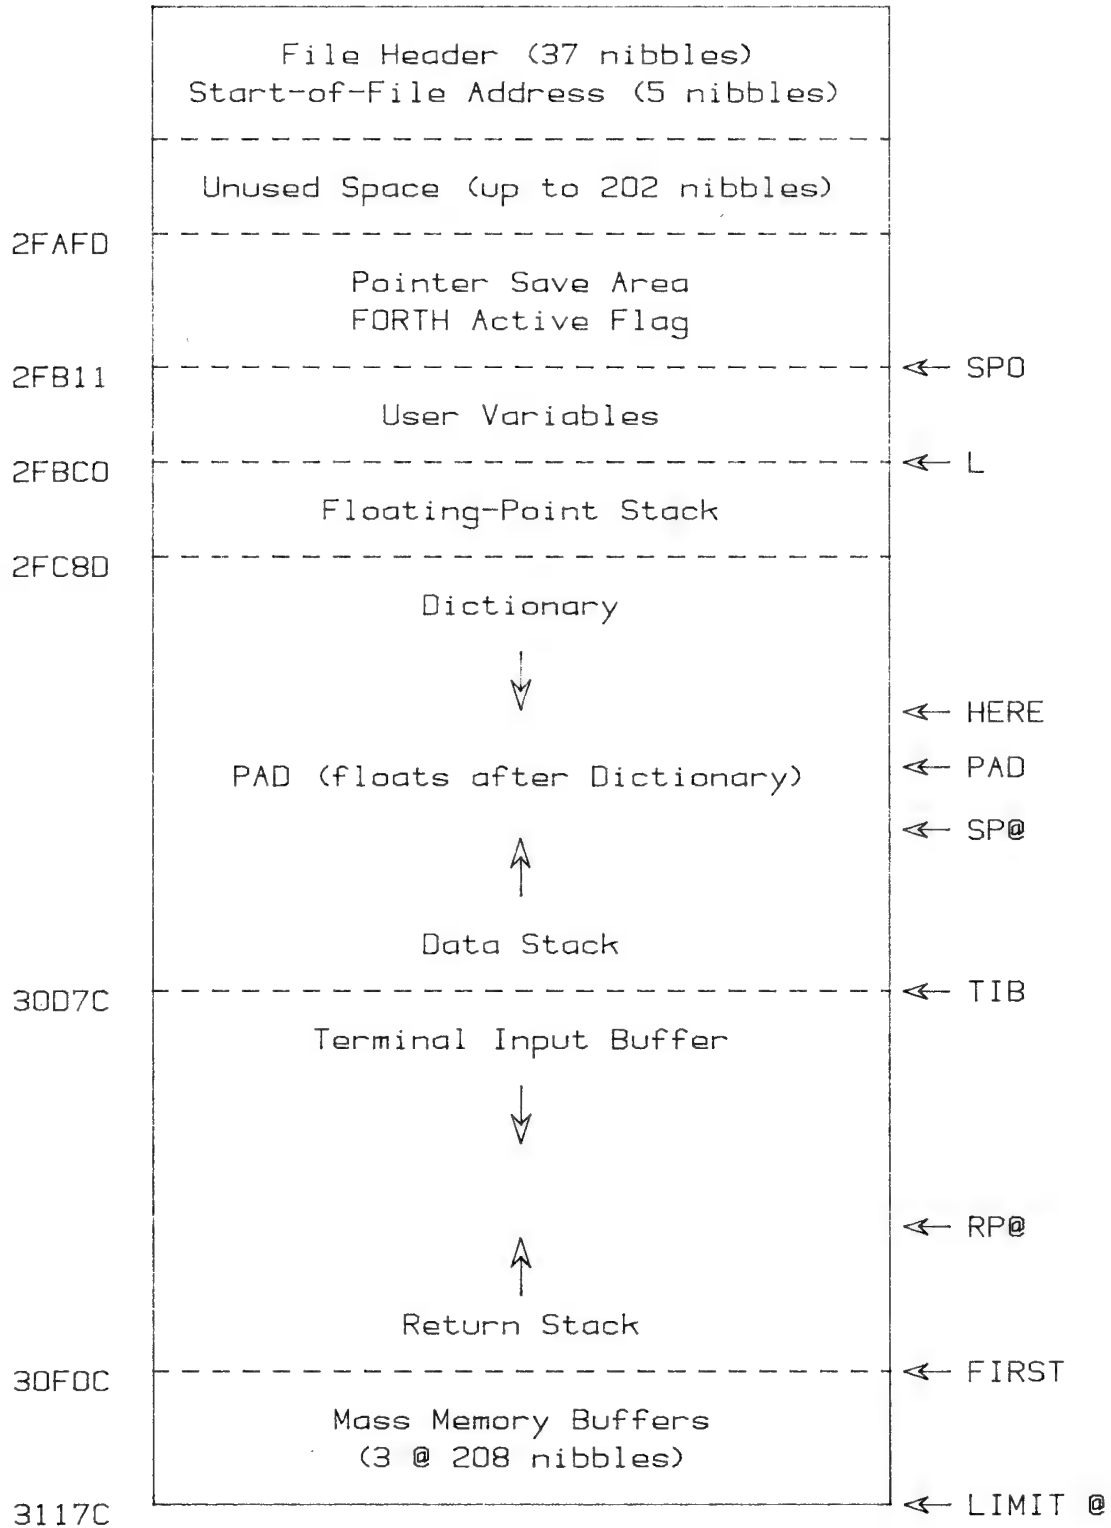 File Header (37 nibbles)
Start-of-File Address (5 nibbles)
Unused Space (up to 202 nibbles)
2FAFD
Pointer Save Area
FORTH Active Flag
2FB11
SP0
User Variables
2FBC0
L
Floating-Point Stack
2FC8D
Dictionary
HERE
PAD (floats after Dictionary)
PAD
SP@
Data Stack
30D7C
TIB
Terminal Input Buffer
RP@
Return Stack
30F0C
FIRST
Mass Memory Buffers
(3 @ 208 nibbles)
3117C
LIMIT @